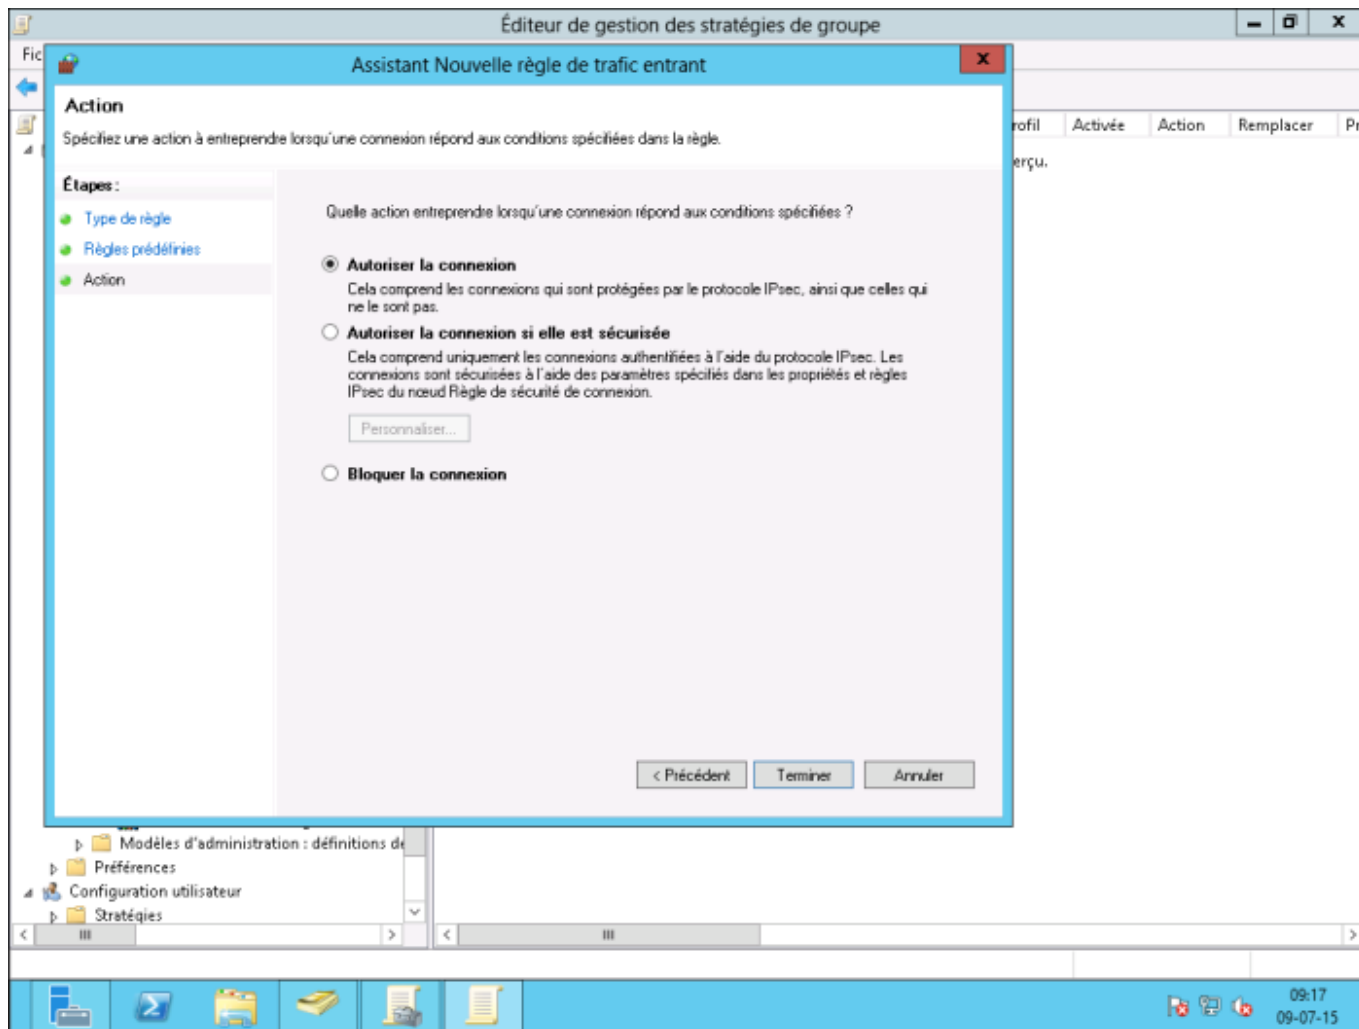 Éditeur de gestion des stratégies de groupe
Fic
Assistant Nouvelle règle de trafic entrant
Action
Spécifiez une action à entreprendre lorsqu'une connexion répond aux conditions spécifiées dans la règle.
rofil Activée Action Remplacer Pr
erçu.
Étapes :
Type de règle
Règles prédéfinies
Action
Quelle action entreprendre lorsqu'une connexion répond aux conditions spécifiées ?
Autoriser la connexion
Cela comprend les connexions qui sont protégées par le protocole IPsec, ainsi que celles qui
ne le sont pas.
Autoriser la connexion si elle est sécurisée
Cela comprend uniquement les connexions authentifiées à l'aide du protocole IPsec. Les
connexions sont sécurisées à l'aide des paramètres spécifiés dans les propriétés et règles
IPsec du nœud Règle de sécurité de connexion.
Personnaliser...
Bloquer la connexion
< Précédent Terminer Annuler
Modèles d'administration : définitions de
Préférences
Configuration utilisateur
Stratégies
09:17
09-07-15